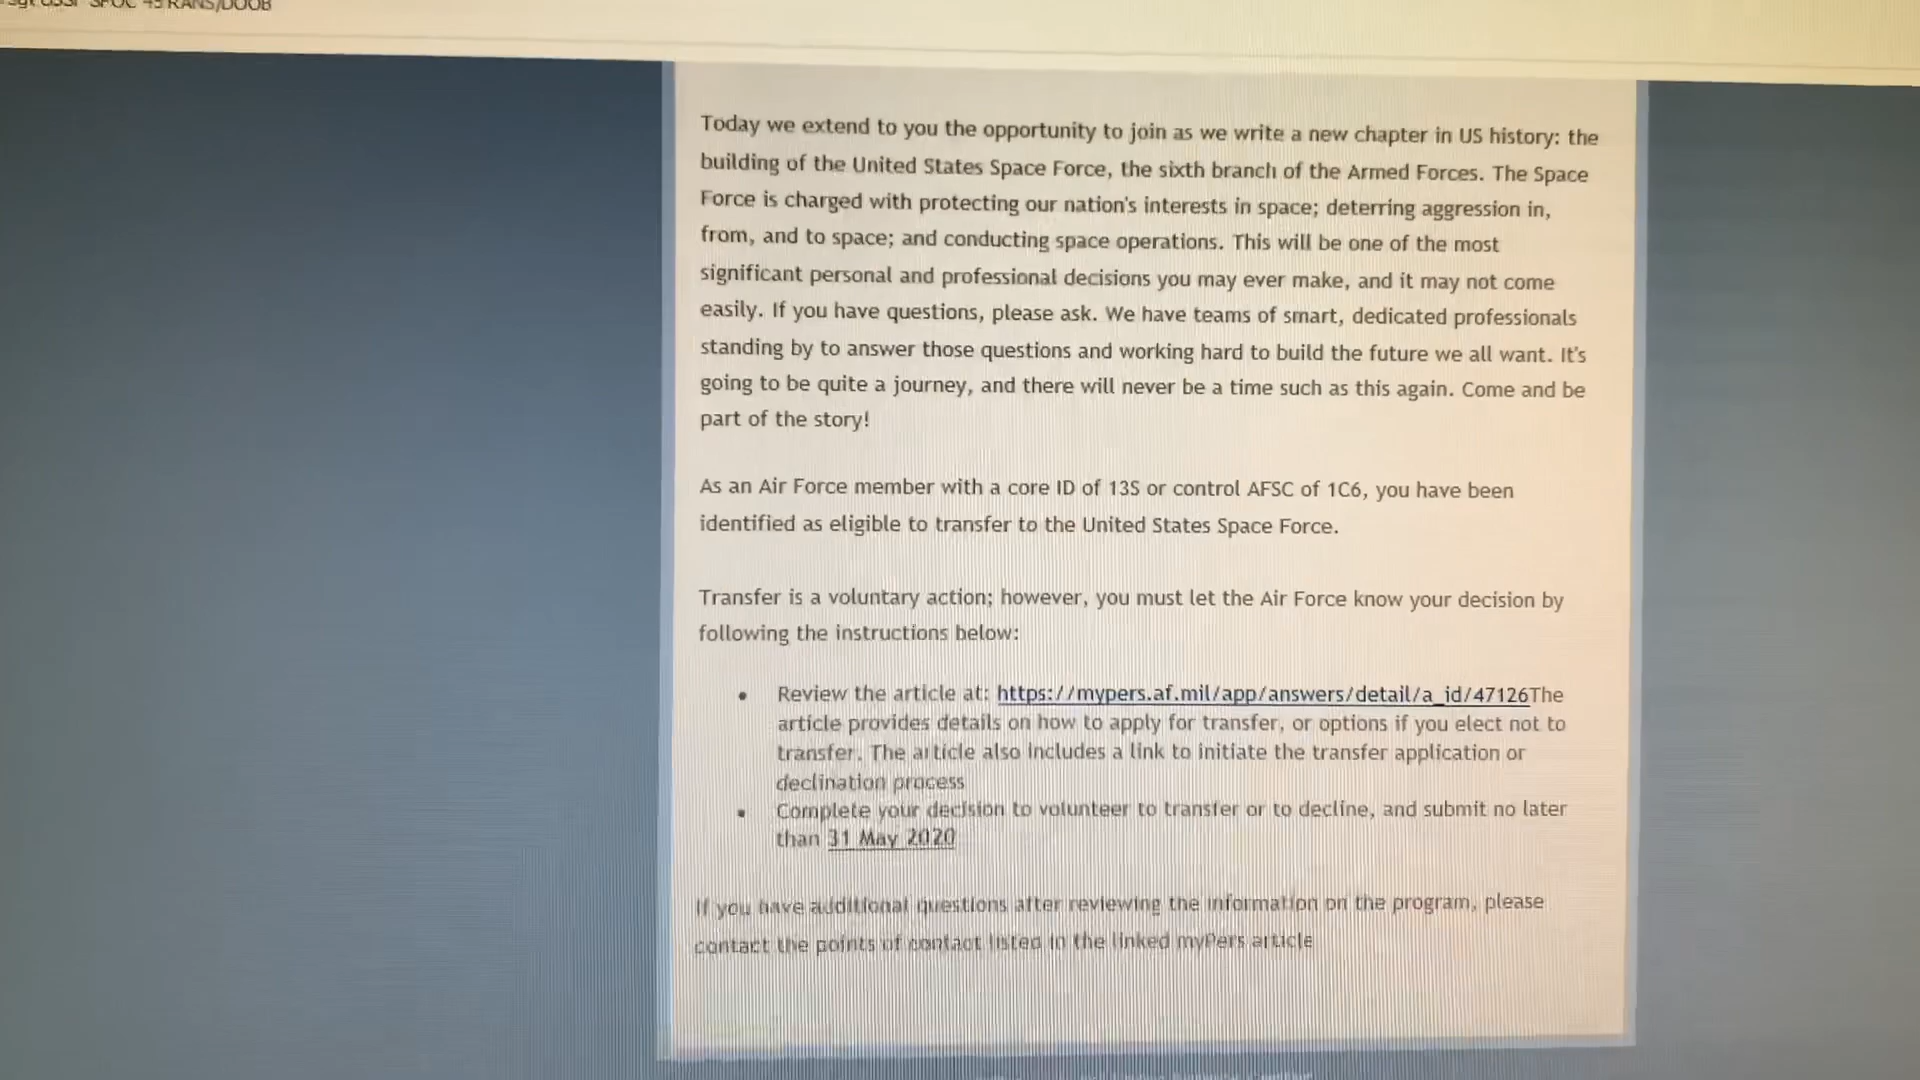 SPOC
Today we extend to you the opportunity to join as we write a new chapter in US history: the
building of the United States Space Force, the sixth branch of the Armed Forces. The Space
Force is charged with protecting our nation's interests in space; deterring aggression in,
from, and to space; and conducting space operations. This will be one of the most
significant personal and professional decisions you may ever make, and it may not come
easily. If you have questions, please ask. We have teams of smart, dedicated professionals
standing by to answer those questions and working hard to build the future we all want. It's
going to be quite a journey, and there will never be a time such as this again. Come and be
part of the story!
As an Air Force member with a core ID of 13S or control AFSC of 1C6, you have been
identified as eligible to transfer to the United States Space Force.
Transfer is a voluntary action; however, you must let the Air Force know your decision by
following the instructions below:
• Review the article at: https://mypers.af.mil/app/answers/detail/a_id/47126The
article provides details on how to apply for transfer, or options if you elect not to
transfer. The article also includes a link to initiate the transfer application or
declination process
• Complete your decision to volunteer to transfer or to decline, and submit no later
than 31 May 2020
If you have additional questions after reviewing the information on the program, please
contact the points of contact listed in the linked myPers article